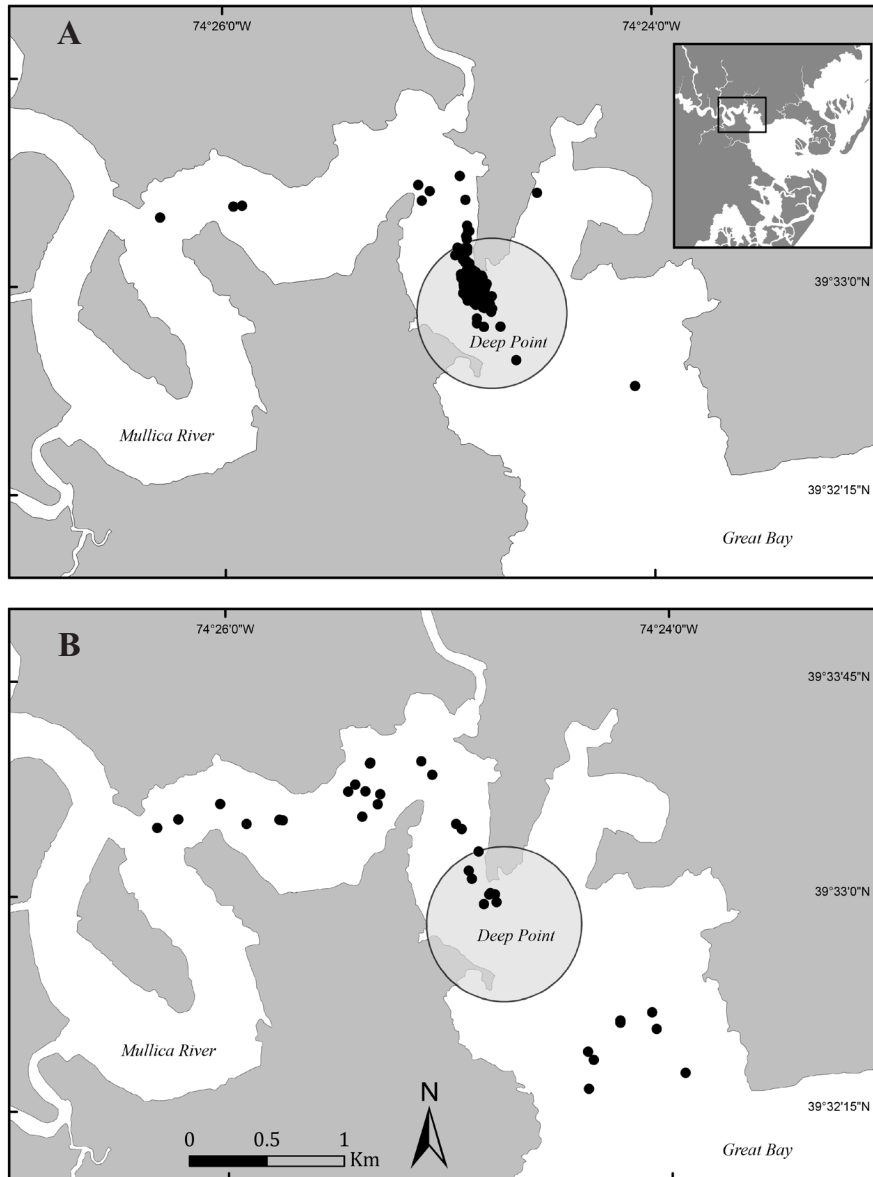 A
74°26'0"W
74°24'0"W
39°33'0"N
Deep Point
Mullica River
39°32'15"N
Great Bay
B
74°26'0"W
74°24'0"W
39°33'45"N
39°33'0"N
Deep Point
Mullica River
N
39°32'15"N
0 0.5 1
Km
Great Bay